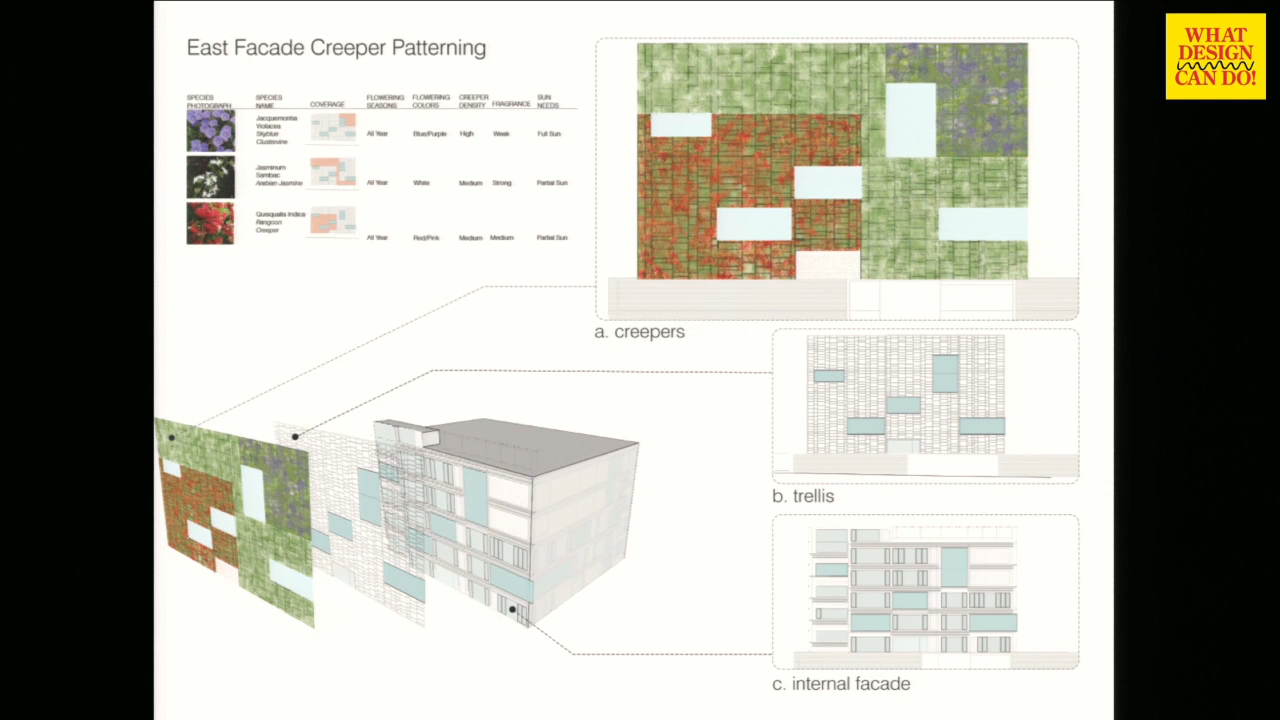 East Facade Creeper Patterning
SPECIES PHOTOGRAPH
SPECIES NAME
COVERAGE
FLOWERING SEASONS
FLOWERING COLORS
CREEPER DENSITY
FRAGRANCE
SUN NEEDS
Jacquemontia
Violacea
Skyblue
Clustervine
All Year
Blue/Purple
High
Weak
Full Sun
Jasminum
Sambac
Arabian Jasmine
All Year
White
Medium
Strong
Partial Sun
Quisqualis Indica
Rangoon
Creeper
All Year
Red/Pink
Medium
Medium
Partial Sun
a. creepers
b. trellis
c. internal facade
WHAT
DESIGN
CAN DO!